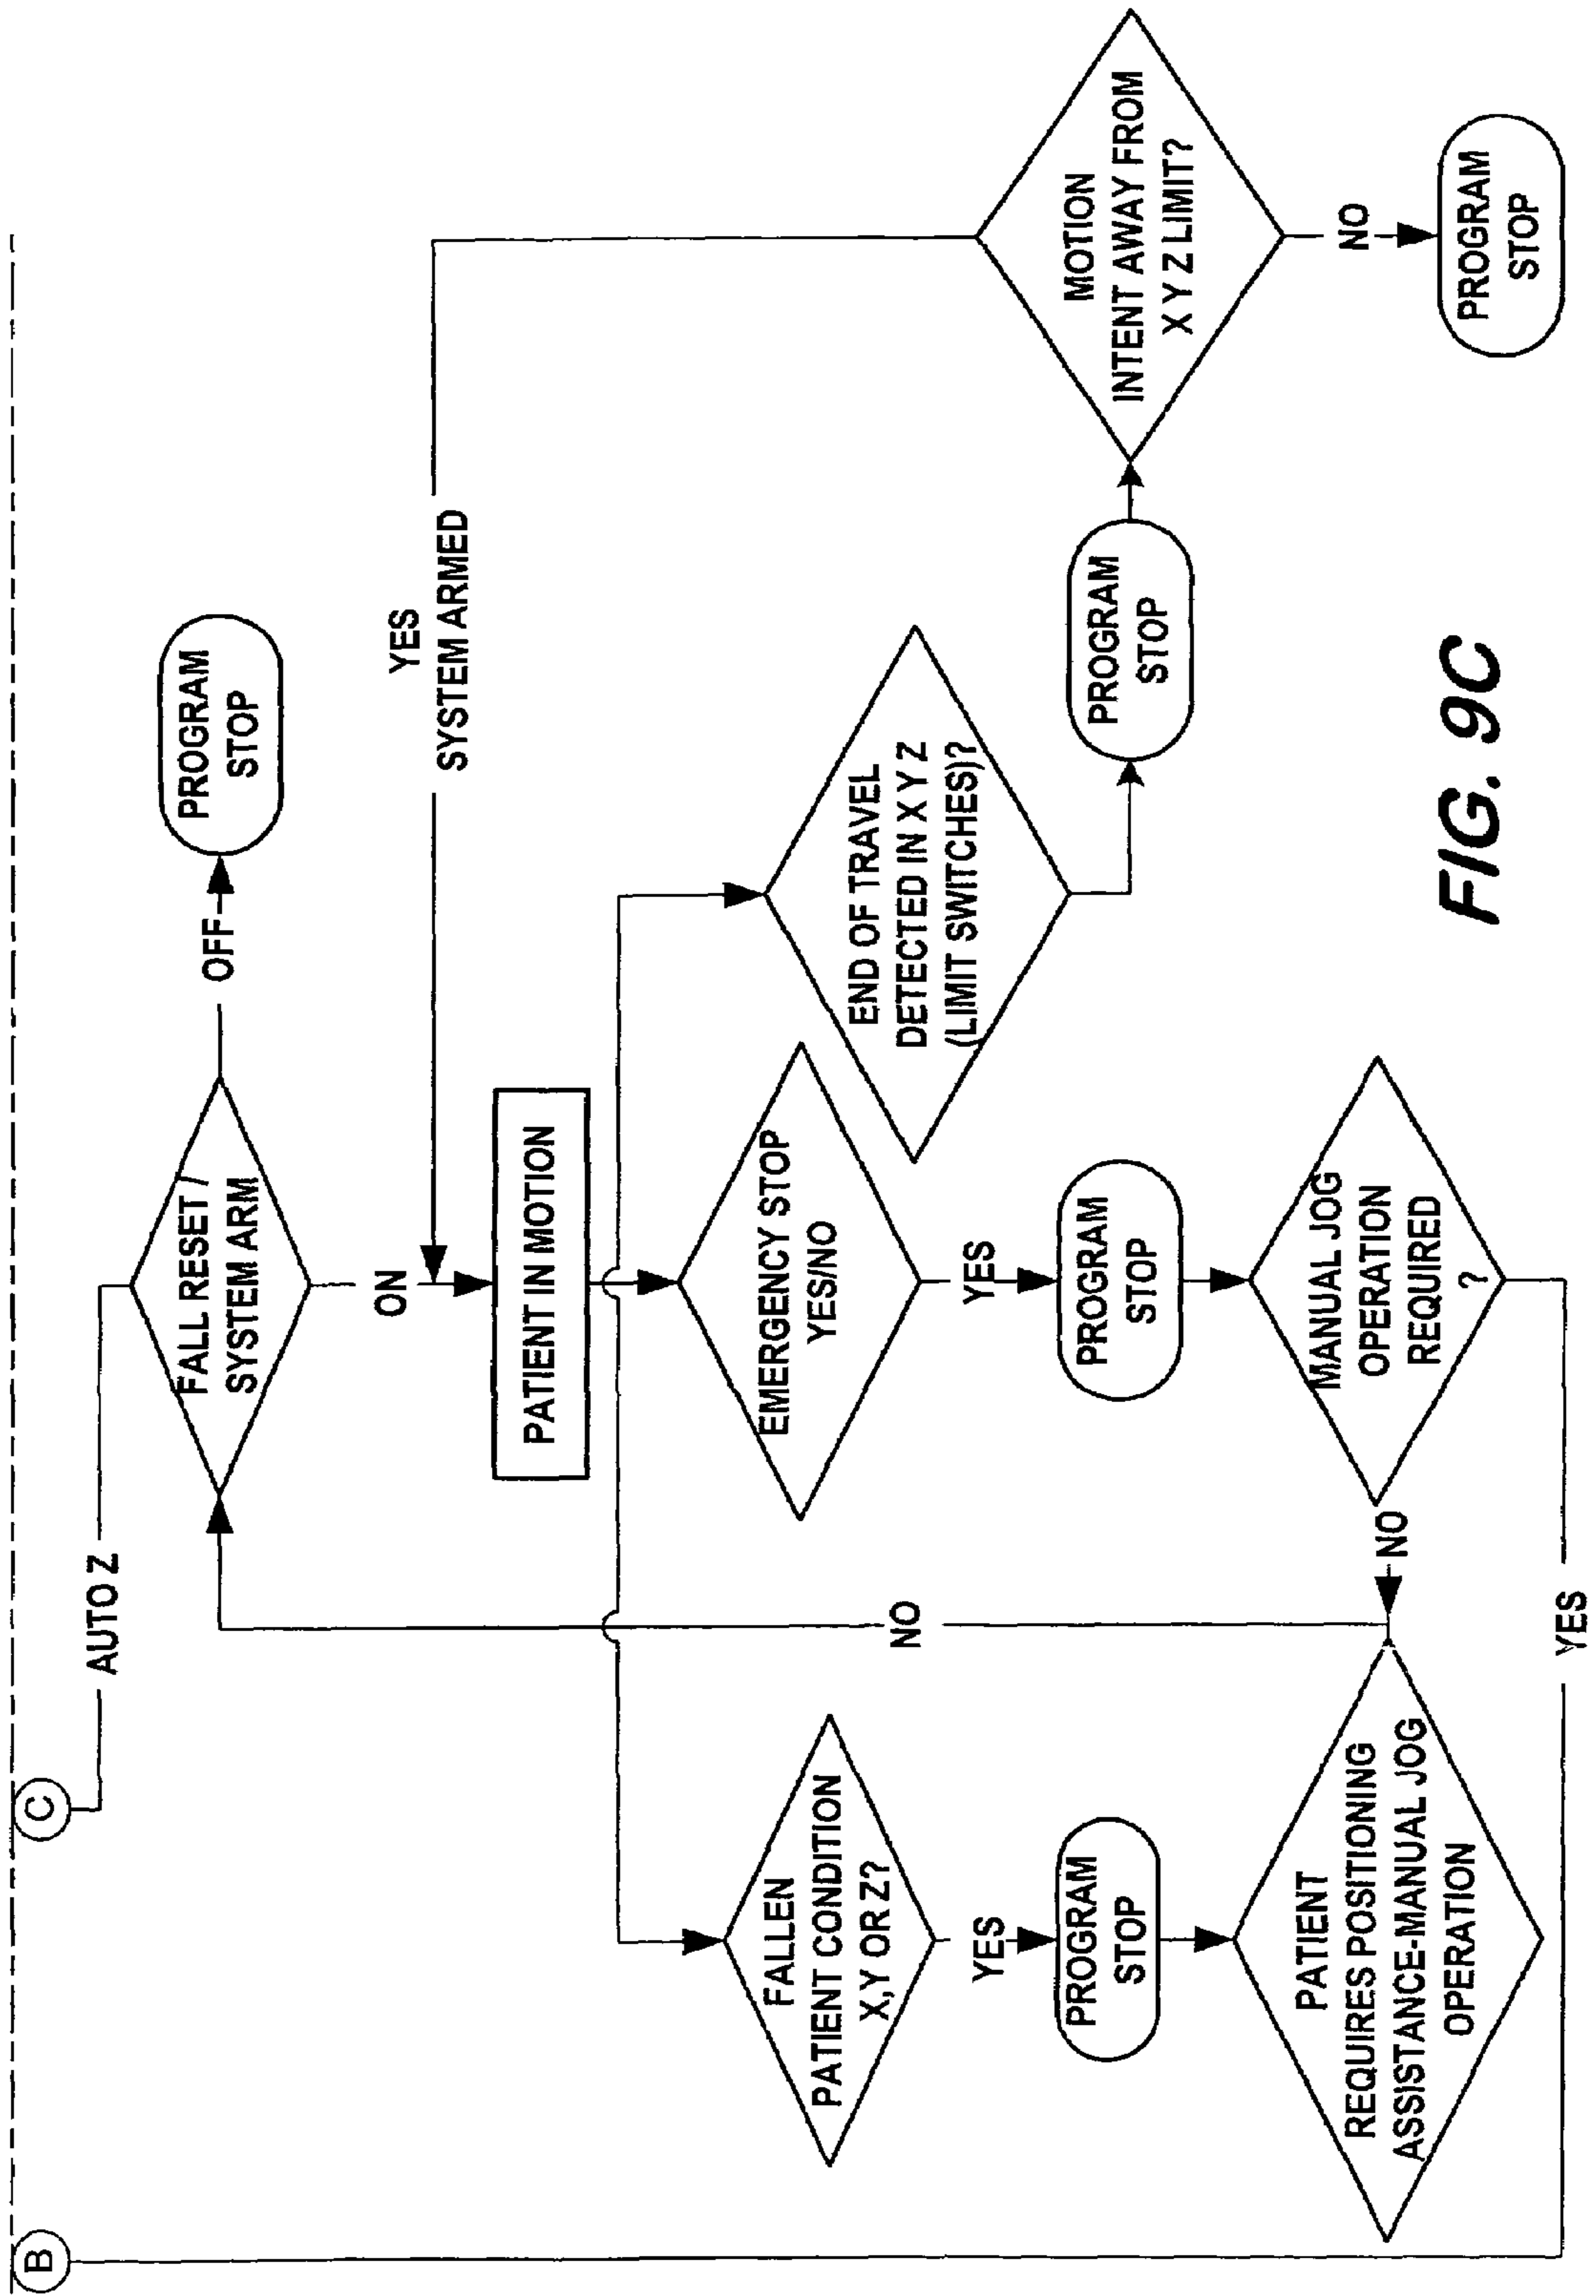 B
C
AUTO Z
FALL RESET /
SYSTEM ARM
OFF
PROGRAM
STOP
ON
YES
SYSTEM ARMED
PATIENT IN MOTION
FALLEN
PATIENT CONDITION
X,Y OR Z?
YES
PROGRAM
STOP
PATIENT
REQUIRES POSITIONING
ASSISTANCE-MANUAL JOG
OPERATION
NO
EMERGENCY STOP
YES/NO
YES
PROGRAM
STOP
MANUAL JOG
OPERATION
REQUIRED
?
NO
YES
END OF TRAVEL
DETECTED IN X Y Z
(LIMIT SWITCHES)?
PROGRAM
STOP
MOTION
INTENT AWAY FROM
X Y Z LIMIT?
NO
PROGRAM
STOP
FIG. 9C